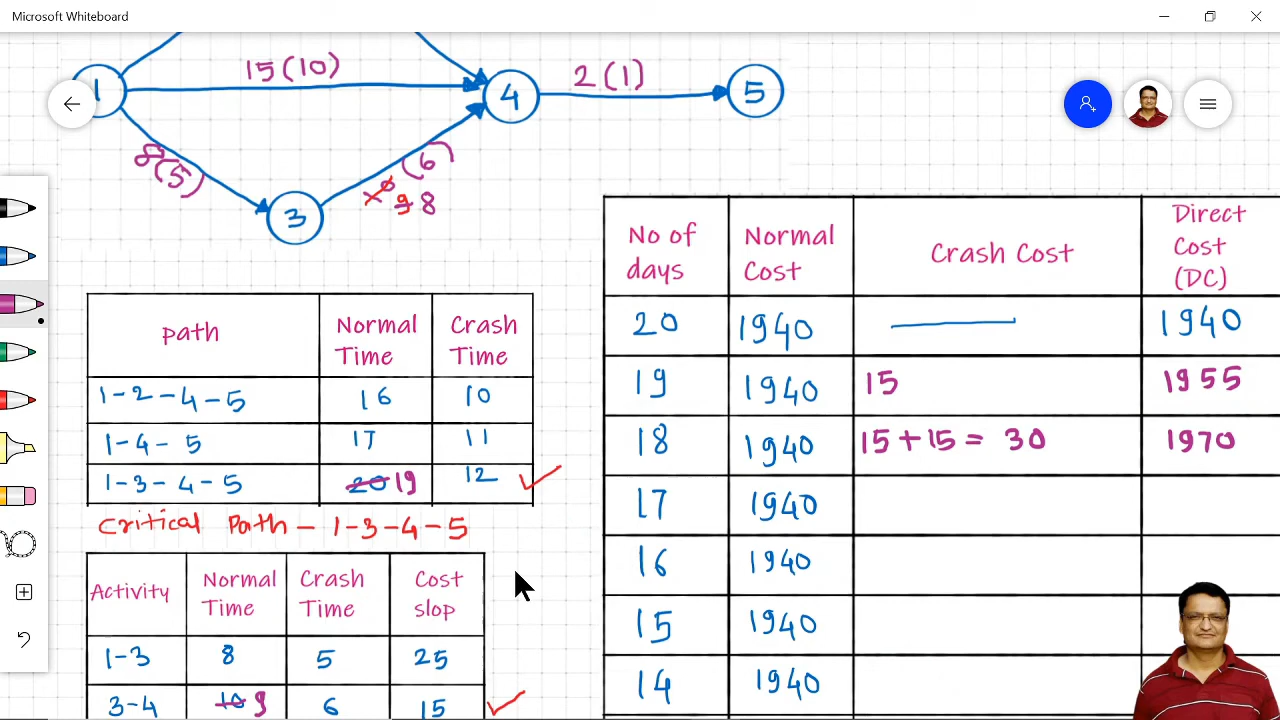 Microsoft Whiteboard
15(10)
2(1)
1
4
5
8(5)
(6)
10 9 8
3
path Normal Time Crash Time
1-2-4-5 16 10
1-4-5 17 11
1-3-4-5 20 19 12
Critical Path - 1-3-4-5
Activity Normal Time Crash Time Cost slop
1-3 8 5 25
3-4 10 9 6 15
No of days Normal Cost Crash Cost Direct Cost (DC)
20 1940 1940
19 1940 15 1955
18 1940 15+15= 30 1970
17 1940
16 1940
15 1940
14 1940